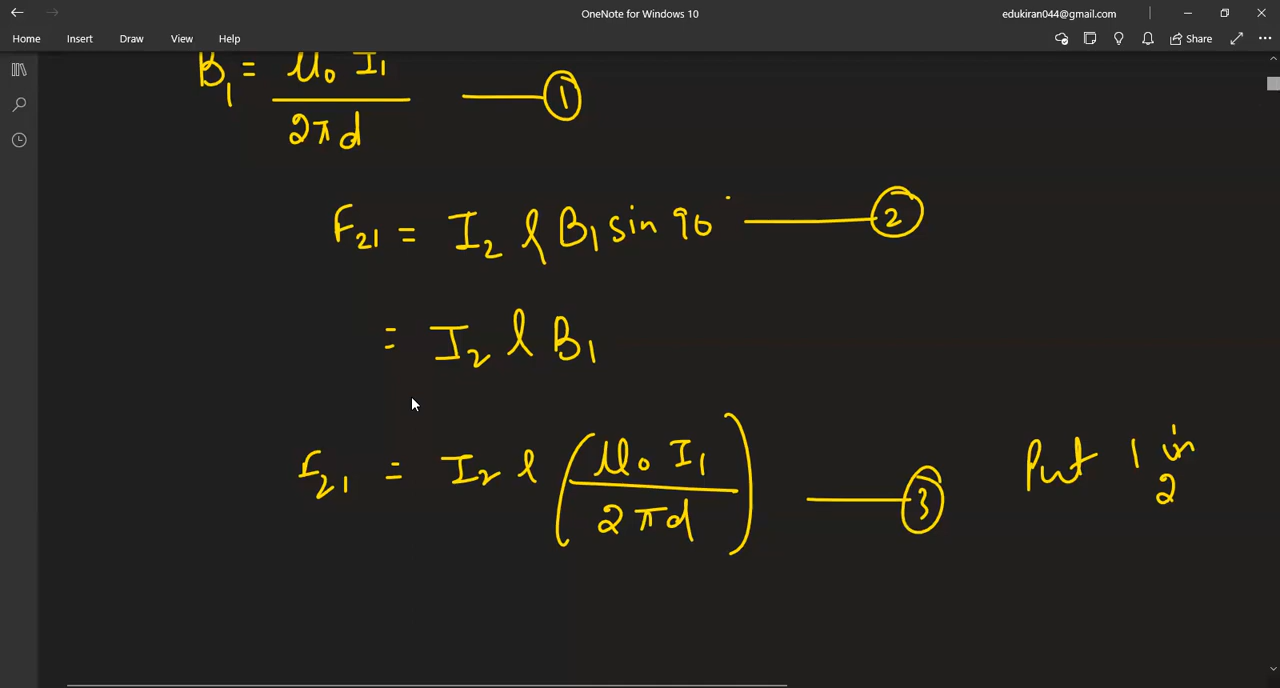 OneNote for Windows 10
edukiran044@gmail.com
Home Insert Draw View Help
Share
B₁ = μ₀ I₁ / 2πd —— ①
F₂₁ = I₂ l B₁ sin 90° —— ②
= I₂ l B₁
F₂₁ = I₂ l (μ₀ I₁ / 2πd) —— ③
Put 1 in
2